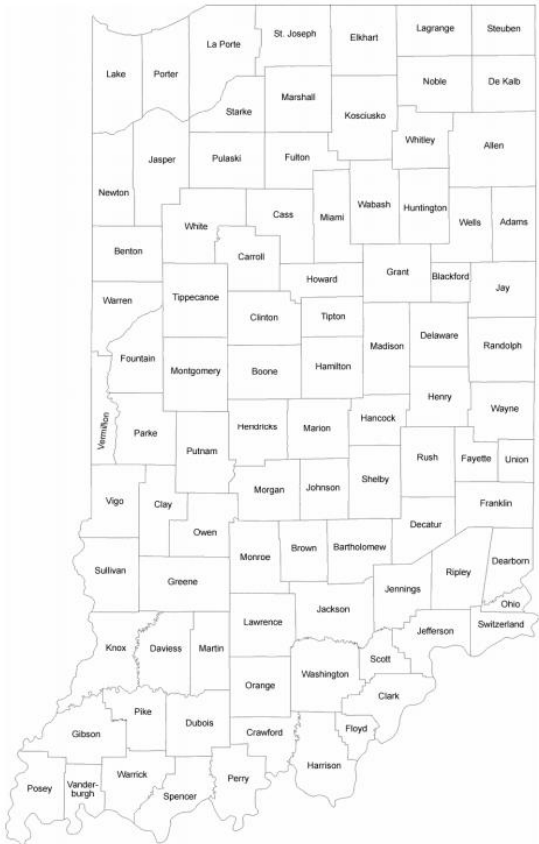 La Porte
St. Joseph
Elkhart
Lagrange
Steuben
Lake
Porter
Noble
De Kalb
Starke
Marshall
Kosciusko
Whitley
Allen
Jasper
Pulaski
Fulton
Newton
White
Cass
Miami
Wabash
Huntington
Wells
Adams
Benton
Carroll
Howard
Grant
Blackford
Jay
Warren
Tippecanoe
Clinton
Tipton
Madison
Delaware
Randolph
Fountain
Montgomery
Boone
Hamilton
Henry
Wayne
Vermilion
Parke
Putnam
Hendricks
Marion
Hancock
Rush
Fayette
Union
Vigo
Clay
Morgan
Johnson
Shelby
Franklin
Owen
Decatur
Sullivan
Greene
Monroe
Brown
Bartholomew
Dearborn
Jennings
Ripley
Ohio
Jackson
Lawrence
Jefferson
Switzerland
Knox
Daviess
Martin
Scott
Washington
Orange
Clark
Gibson
Pike
Dubois
Crawford
Floyd
Harrison
Posey
Vander-
burgh
Warrick
Spencer
Perry